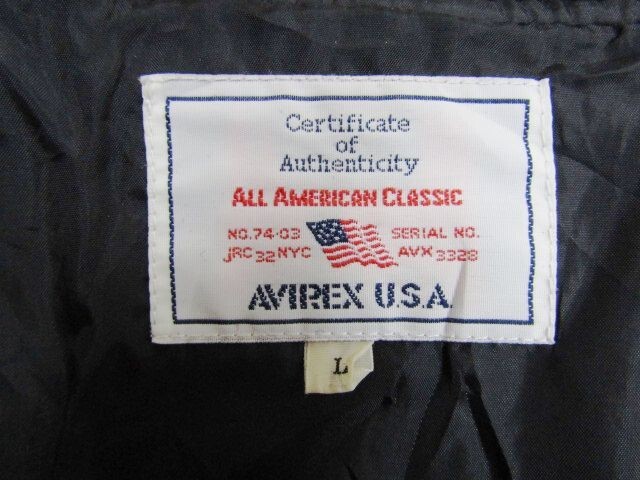 Certificate
of
Authenticity
ALL AMERICAN CLASSIC
NO. 74-03 SERIAL NO.
JRC 32 NYC AVX 3328
AVIREX U.S.A.
L